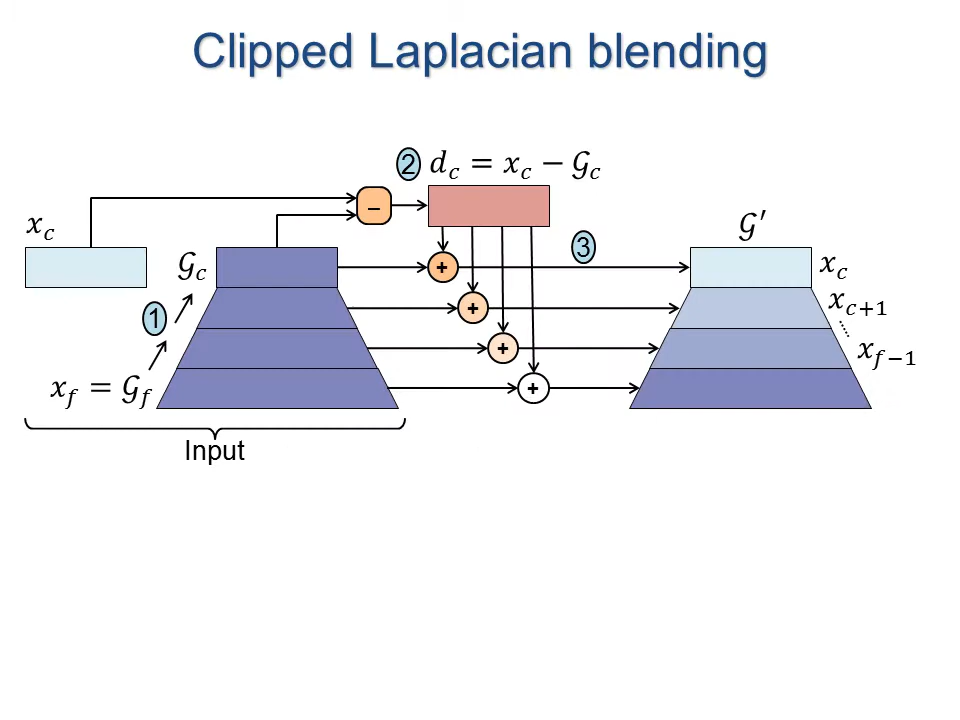 Clipped Laplacian blending
2 d_c = x_c − 𝒢_c
x_c
–
𝒢′
3
𝒢_c
+
x_c
1
+
x_{c+1}
+
x_{f−1}
x_f = 𝒢_f
+
Input